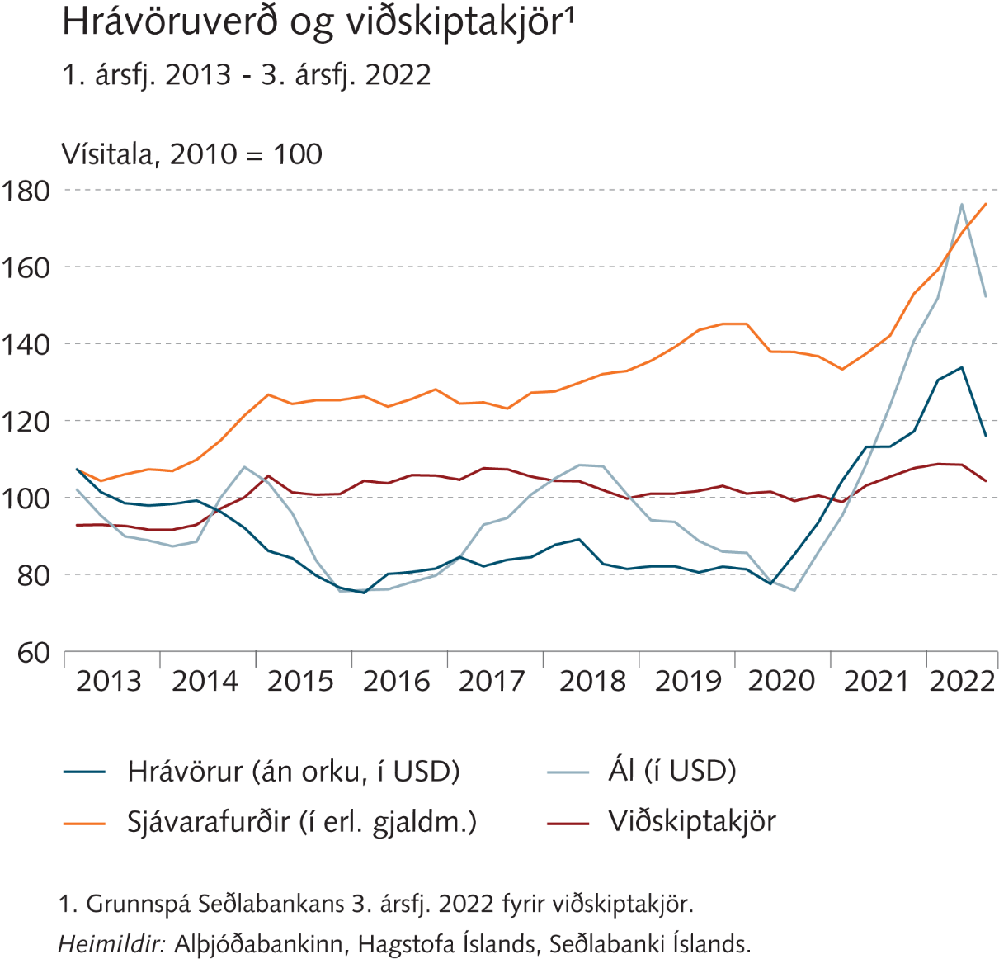 Hrávöruverð og viðskiptakjör¹
1. ársfj. 2013 - 3. ársfj. 2022
Vísitala, 2010 = 100
180
160
140
120
100
80
60
2013 2014 2015 2016 2017 2018 2019 2020 2021 2022
Hrávörur (án orku, í USD) Ál (í USD)
Sjávarafurðir (í erl. gjaldm.) Viðskiptakjör
1. Grunnspá Seðlabankans 3. ársfj. 2022 fyrir viðskiptakjör.
Heimildir: Alþjóðabankinn, Hagstofa Íslands, Seðlabanki Íslands.